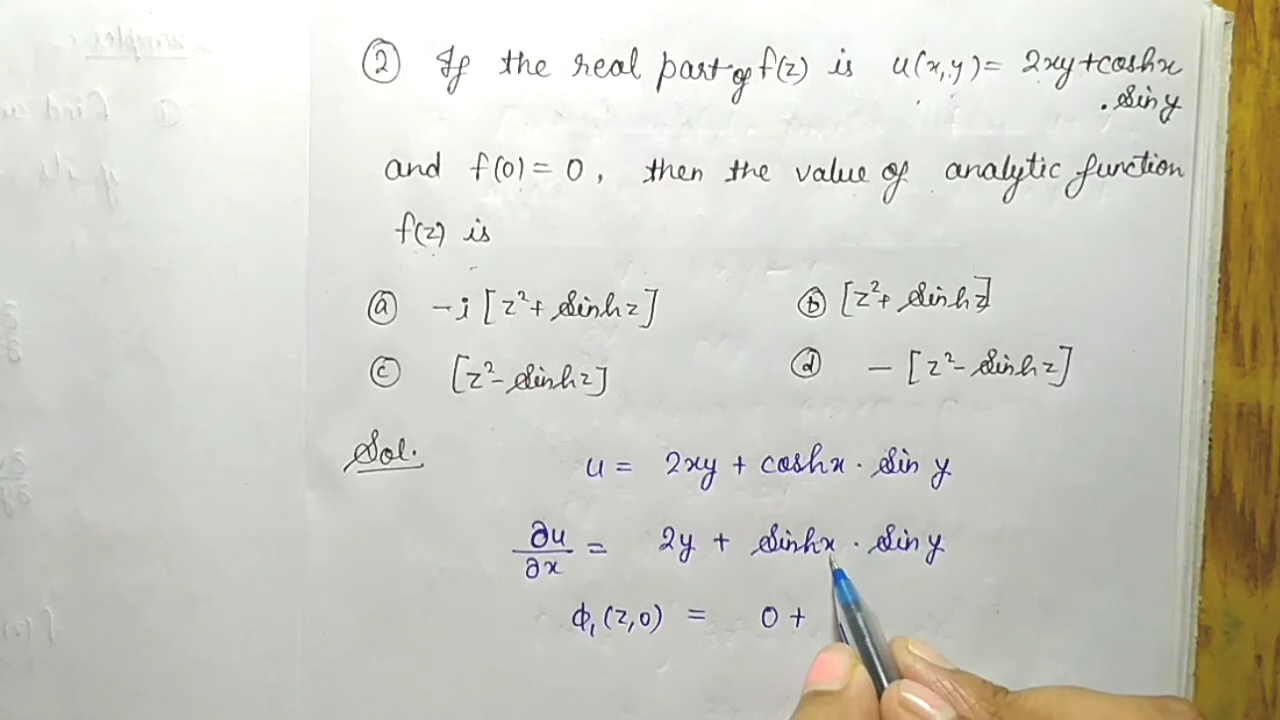 ② If the real part of f(z) is u(x,y) = 2xy + coshx
. Sin y
and f(0) = 0, then the value of analytic function
f(z) is
ⓐ -i [z² + Sinh z] ⓑ [z² + Sinh z]
ⓒ [z² - Sinh z] ⓓ - [z² - Sinh z]
Sol. u = 2xy + coshx . Sin y
∂u/∂x = 2y + Sinhx . Sin y
ϕ₁(z,0) = 0 +